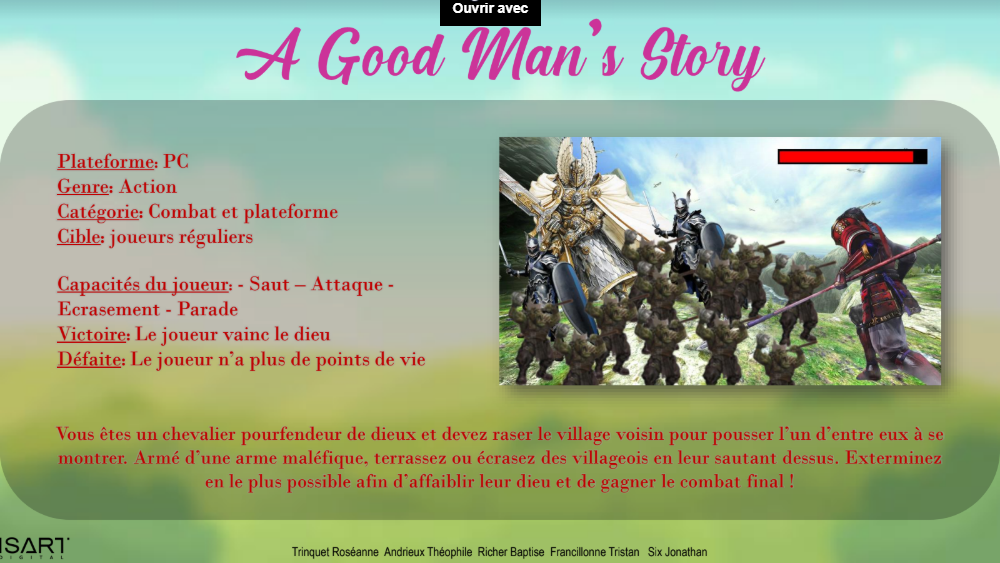 Ouvrir avec
A Good Man's Story
Plateforme: PC
Genre: Action
Catégorie: Combat et plateforme
Cible: joueurs réguliers
Capacités du joueur: - Saut – Attaque -
Ecrasement - Parade
Victoire: Le joueur vainc le dieu
Défaite: Le joueur n'a plus de points de vie
Vous êtes un chevalier pourfendeur de dieux et devez raser le village voisin pour pousser l'un d'entre eux à se
montrer. Armé d'une arme maléfique, terrassez ou écrasez des villageois en leur sautant dessus. Exterminez
en le plus possible afin d'affaiblir leur dieu et de gagner le combat final !
ISART
DIGITAL
Trinquet Roséanne Andrieux Théophile Richer Baptise Francillonne Tristan Six Jonathan